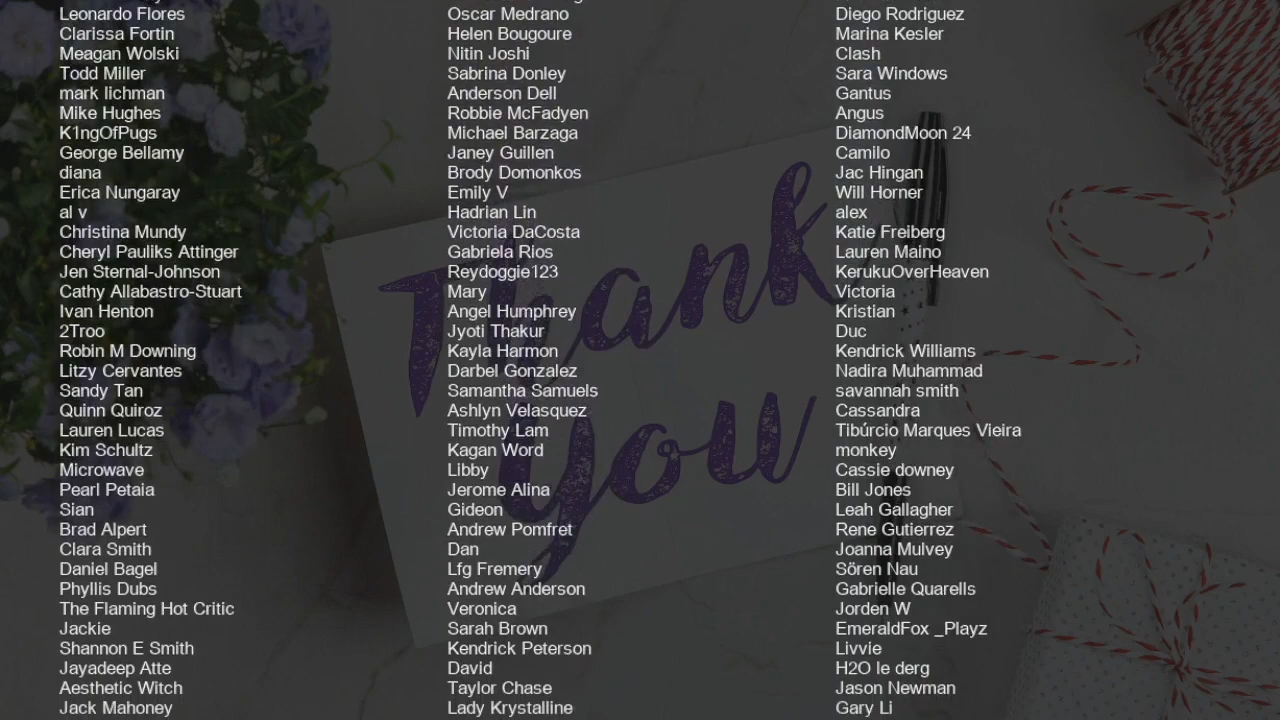 Leonardo Flores
Clarissa Fortin
Meagan Wolski
Todd Miller
mark lichman
Mike Hughes
K1ngOfPugs
George Bellamy
diana
Erica Nungaray
al v
Christina Mundy
Cheryl Pauliks Attinger
Jen Sternal-Johnson
Cathy Allabastro-Stuart
Ivan Henton
2Troo
Robin M Downing
Litzy Cervantes
Sandy Tan
Quinn Quiroz
Lauren Lucas
Kim Schultz
Microwave
Pearl Petaia
Sian
Brad Alpert
Clara Smith
Daniel Bagel
Phyllis Dubs
The Flaming Hot Critic
Jackie
Shannon E Smith
Jayadeep Atte
Aesthetic Witch
Jack Mahoney
Oscar Medrano
Helen Bougoure
Nitin Joshi
Sabrina Donley
Anderson Dell
Robbie McFadyen
Michael Barzaga
Janey Guillen
Brody Domonkos
Emily V
Hadrian Lin
Victoria DaCosta
Gabriela Rios
Reydoggie123
Mary
Angel Humphrey
Jyoti Thakur
Kayla Harmon
Darbel Gonzalez
Samantha Samuels
Ashlyn Velasquez
Timothy Lam
Kagan Word
Libby
Jerome Alina
Gideon
Andrew Pomfret
Dan
Lfg Fremery
Andrew Anderson
Veronica
Sarah Brown
Kendrick Peterson
David
Taylor Chase
Lady Krystalline
Diego Rodriguez
Marina Kesler
Clash
Sara Windows
Gantus
Angus
DiamondMoon 24
Camilo
Jac Hingan
Will Horner
alex
Katie Freiberg
Lauren Maino
KerukuOverHeaven
Victoria
Kristian
Duc
Kendrick Williams
Nadira Muhammad
savannah smith
Cassandra
Tibúrcio Marques Vieira
monkey
Cassie downey
Bill Jones
Leah Gallagher
Rene Gutierrez
Joanna Mulvey
Sören Nau
Gabrielle Quarells
Jorden W
EmeraldFox _Playz
Livvie
H2O le derg
Jason Newman
Gary Li
Thank
you